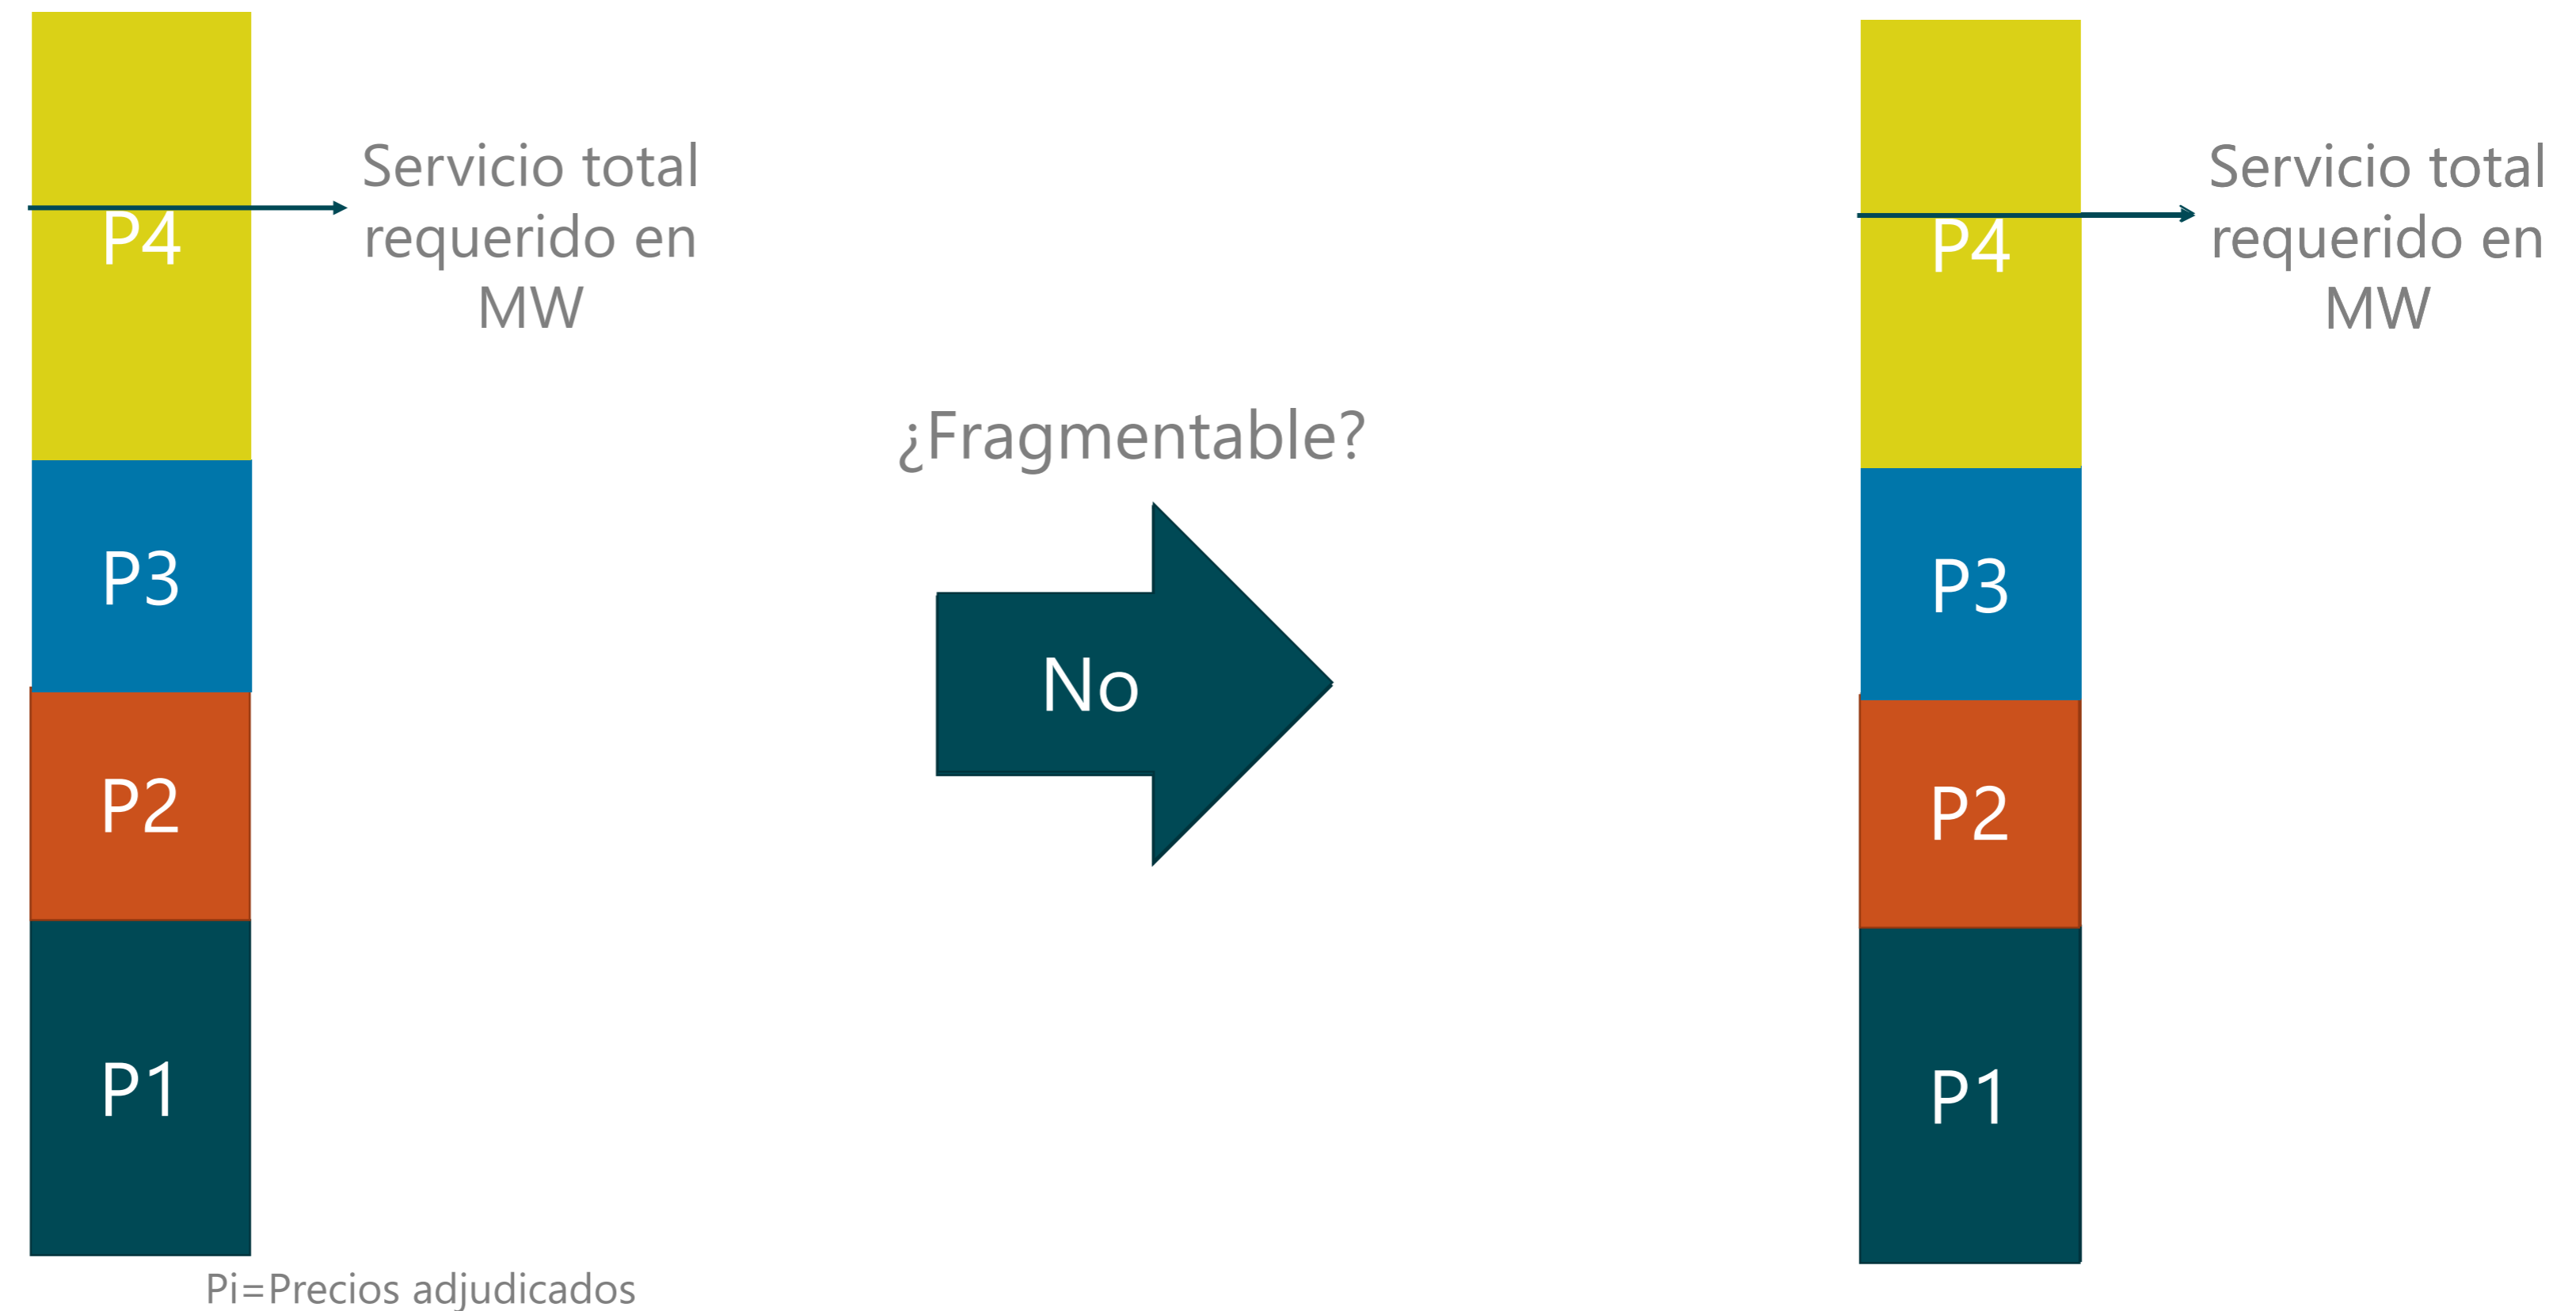 Servicio total
requerido en
MW
P4
P3
P2
P1
Pi=Precios adjudicados
¿Fragmentable?
No
Servicio total
requerido en
MW
P4
P3
P2
P1